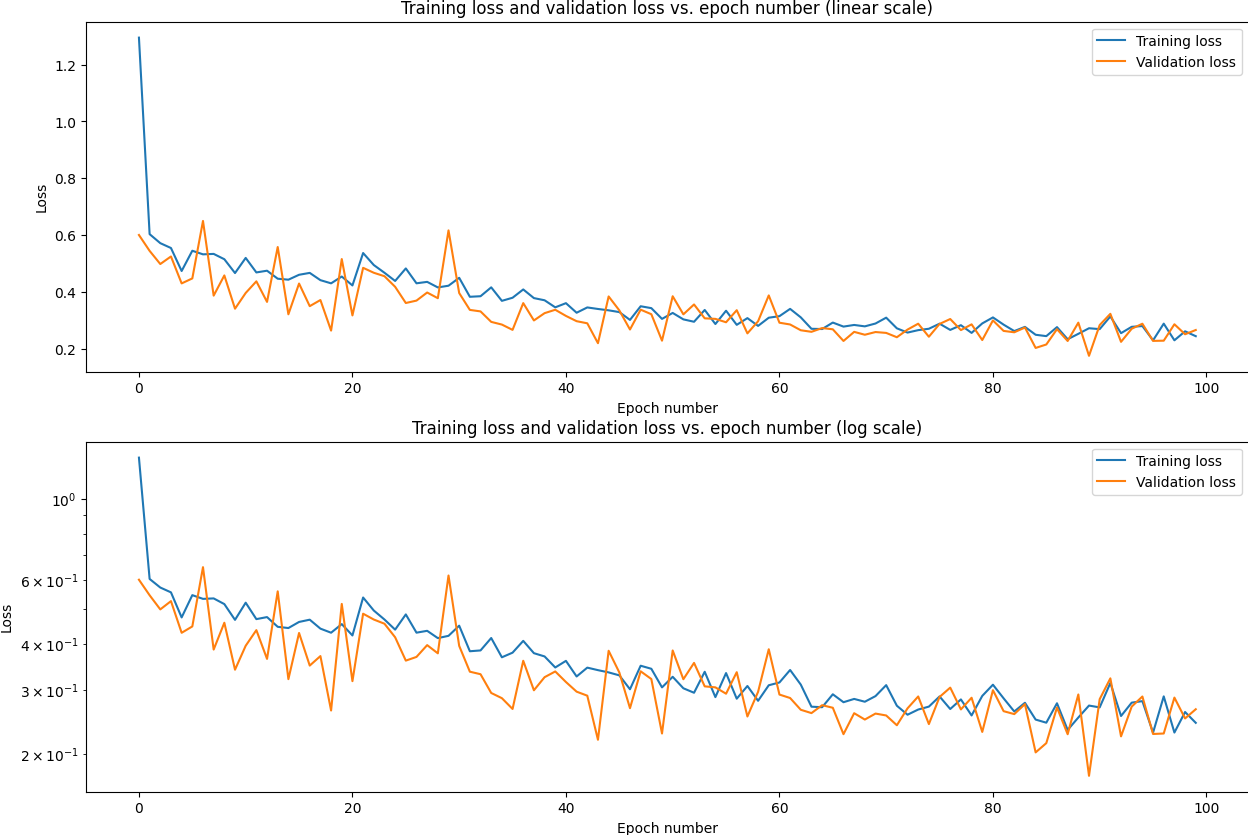 Training loss and validation loss vs. epoch number (linear scale)
Training loss
Validation loss
1.2
1.0
0.8
0.6
0.4
0.2
Loss
0 20 40 60 80 100
Epoch number
Training loss and validation loss vs. epoch number (log scale)
Training loss
Validation loss
10⁰
6 × 10⁻¹
4 × 10⁻¹
3 × 10⁻¹
2 × 10⁻¹
Loss
0 20 40 60 80 100
Epoch number